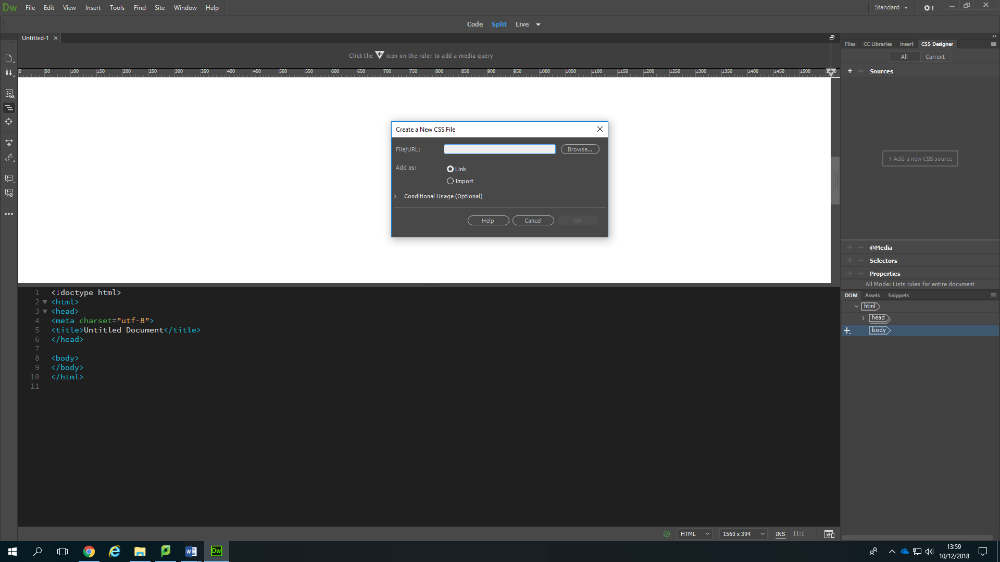 Dw File Edit View Insert Tools Find Site Window Help Standard !
Code Split Live
Untitled-1 ×
Click the icon on the ruler to add a media query
0 50 100 150 200 250 300 350 400 450 500 550 600 650 700 750 800 850 900 950 1000 1050 1100 1150 1200 1250 1300 1350 1400 1450 1500
Create a New CSS File
File/URL: Browse...
Add as: Link
Import
Conditional Usage (Optional)
Help Cancel OK
Files CC Libraries Insert CSS Designer
All Current
+ Sources
+ Add a new CSS source
@Media
Selectors
Properties
All Mode: Lists rules for entire document
DOM Assets Snippets
html
head
body
1 <!doctype html>
2 <html>
3 <head>
4 <meta charset="utf-8">
5 <title>Untitled Document</title>
6 </head>
7
8 <body>
9 </body>
10 </html>
11
HTML 1560 x 394 INS 11:1
W Dw
13:59
10/12/2018